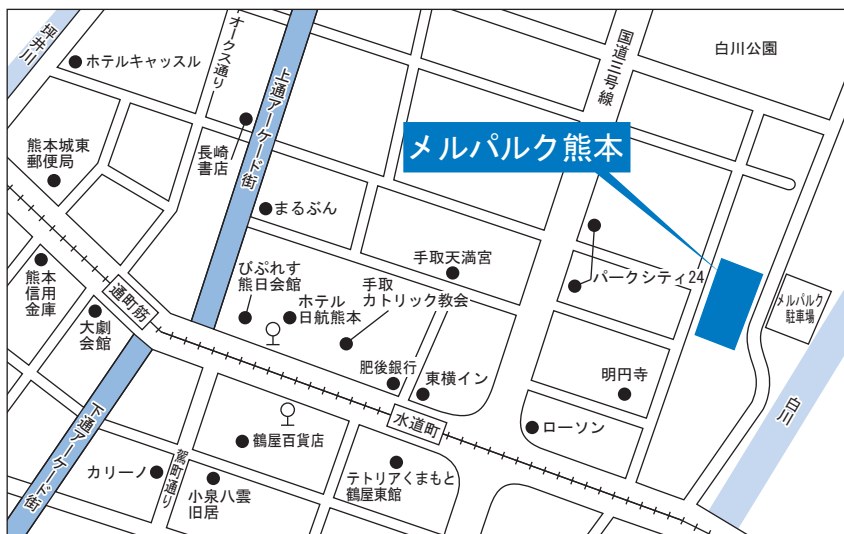 坪井川
ホテルキャッスル
オークス通り
上通アーケード街
国道三号線
白川公園
メルパルク熊本
熊本城東
郵便局
長崎
書店
まるぶん
手取天満宮
パークシティ24
メルパルク
駐車場
熊本
信用
金庫
通町筋
大劇
会館
びぷれす
熊日会館
ホテル
日航熊本
手取
カトリック教会
肥後銀行
東横イン
水道町
明円寺
ローソン
白川
下通アーケード街
カリーノ
駕町通り
鶴屋百貨店
小泉八雲
旧居
テトリアくまもと
鶴屋東館